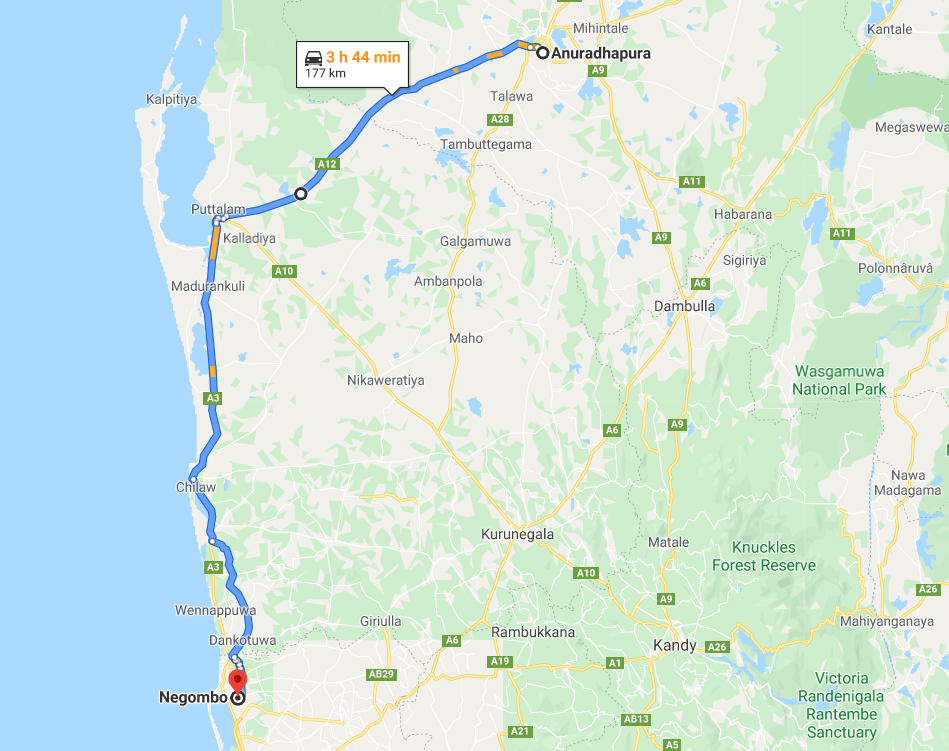 Mihintale
Kantale
3 h 44 min
177 km
Anuradhapura
A9
Kalpitiya
Talawa
A28
Megaswewa
Tambuttegama
A12
A11
Puttalam
Habarana
Kalladiya
Galgamuwa
A9
A11
Sigiriya
A10
Polonnâruvâ
Madurankuli
Ambanpola
A6
Dambulla
Maho
Wasgamuwa
National Park
Nikaweratiya
A3
A9
A6
Nawa
Madagama
Chilaw
Kurunegala
Matale
Knuckles
Forest Reserve
A3
A10
A26
A9
Wennappuwa
Giriulla
Mahiyanganaya
Rambukkana
Dankotuwa
A6
Kandy
A26
A19
A1
AB29
Victoria
Randenigala
Rantembe
Sanctuary
Negombo
AB13
A21
A5